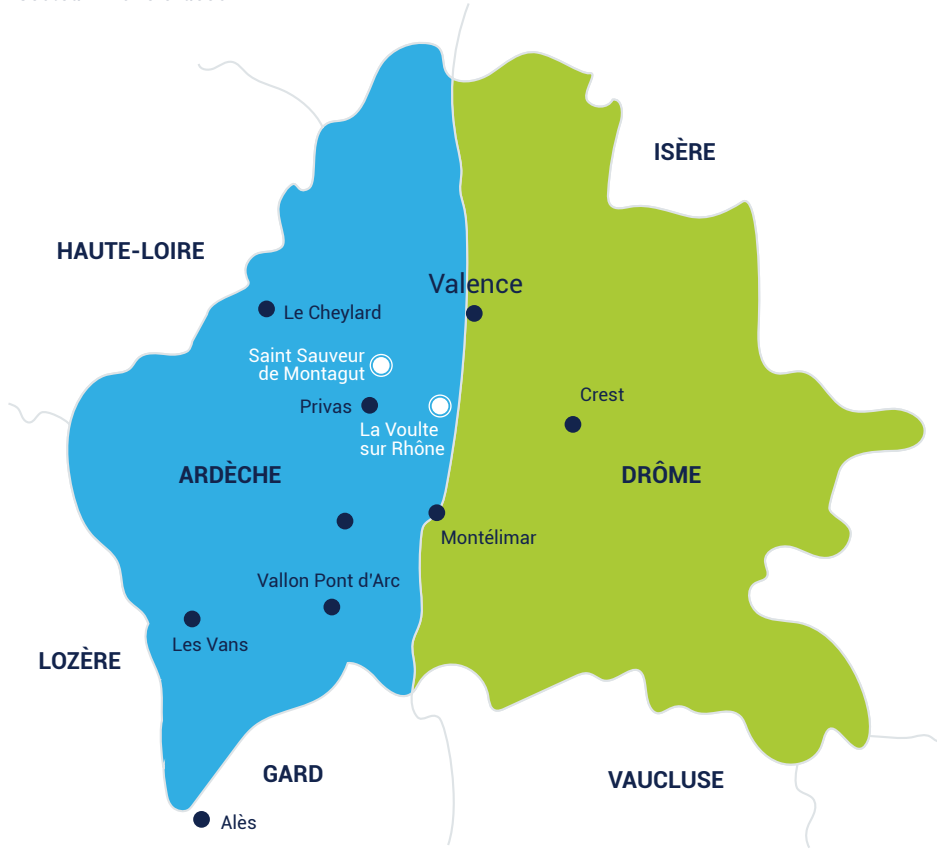 ISÈRE
HAUTE-LOIRE
Valence
Le Cheylard
Saint Sauveur
de Montagut
Crest
Privas
La Voulte
sur Rhône
ARDÈCHE
DRÔME
Montélimar
Vallon Pont d'Arc
Les Vans
LOZÈRE
GARD
VAUCLUSE
Alès